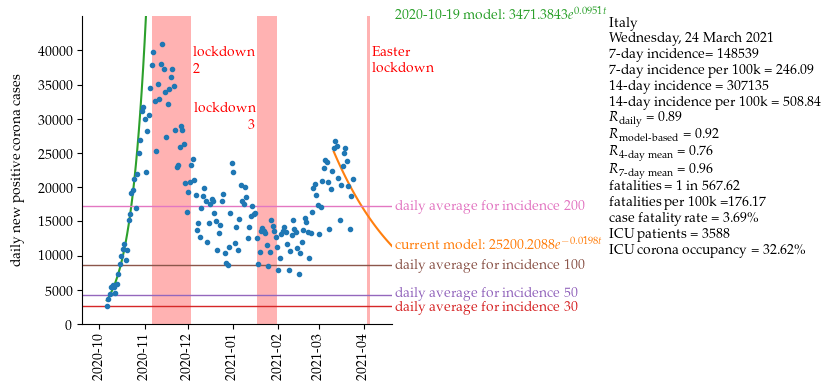 2020-10-19 model: 3471.3843e^0.0951t
Italy
Wednesday, 24 March 2021
7-day incidence= 148539
7-day incidence per 100k = 246.09
14-day incidence = 307135
14-day incidence per 100k = 508.84
R_daily = 0.89
R_model-based = 0.92
R_4-day mean = 0.76
R_7-day mean = 0.96
fatalities = 1 in 567.62
fatalities per 100k =176.17
case fatality rate = 3.69%
ICU patients = 3588
ICU corona occupancy = 32.62%
lockdown
2
lockdown
3
Easter
lockdown
daily average for incidence 200
current model: 25200.2088e^−0.0198t
daily average for incidence 100
daily average for incidence 50
daily average for incidence 30
daily new positive corona cases
40000
35000
30000
25000
20000
15000
10000
5000
0
2020-10
2020-11
2020-12
2021-01
2021-02
2021-03
2021-04